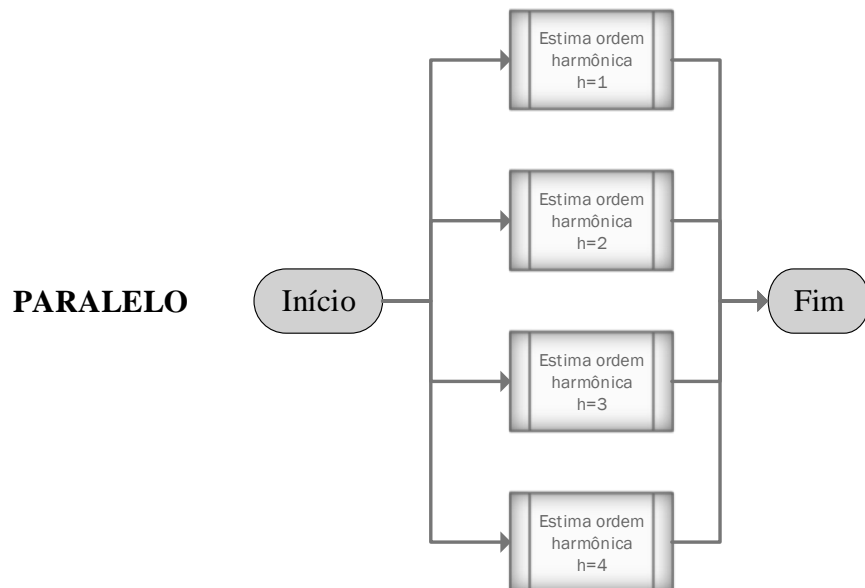 Estima ordem
harmônica
h=1
Estima ordem
harmônica
h=2
PARALELO
Início
Fim
Estima ordem
harmônica
h=3
Estima ordem
harmônica
h=4